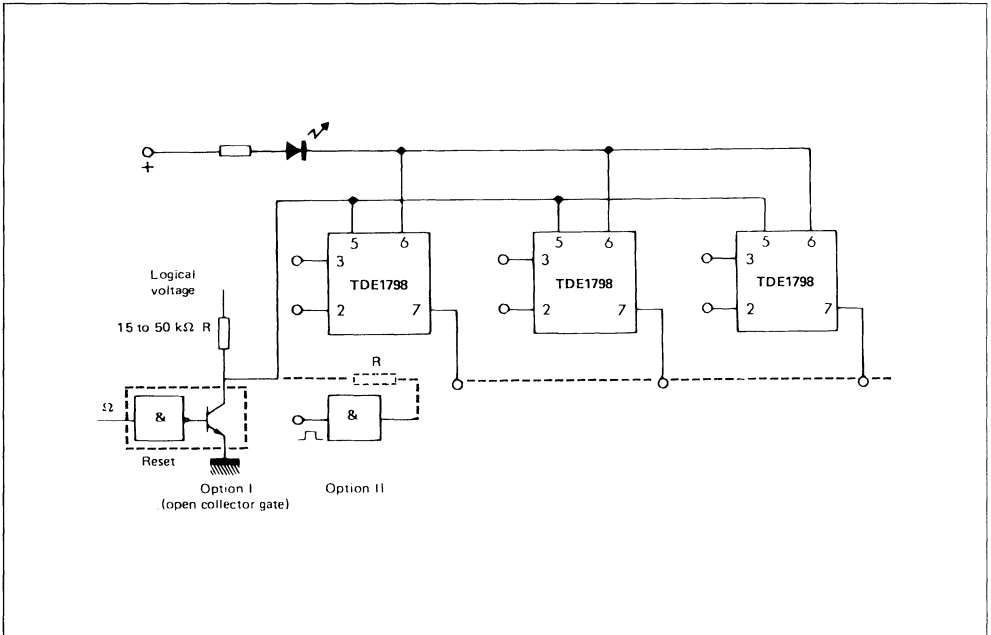 +
5 6
3
TDE1798
2 7
5 6
3
TDE1798
2 7
5 6
3
TDE1798
2 7
Logical
voltage
15 to 50 kΩ R
R
Ω
&
&
Reset
Option I
(open collector gate)
Option II